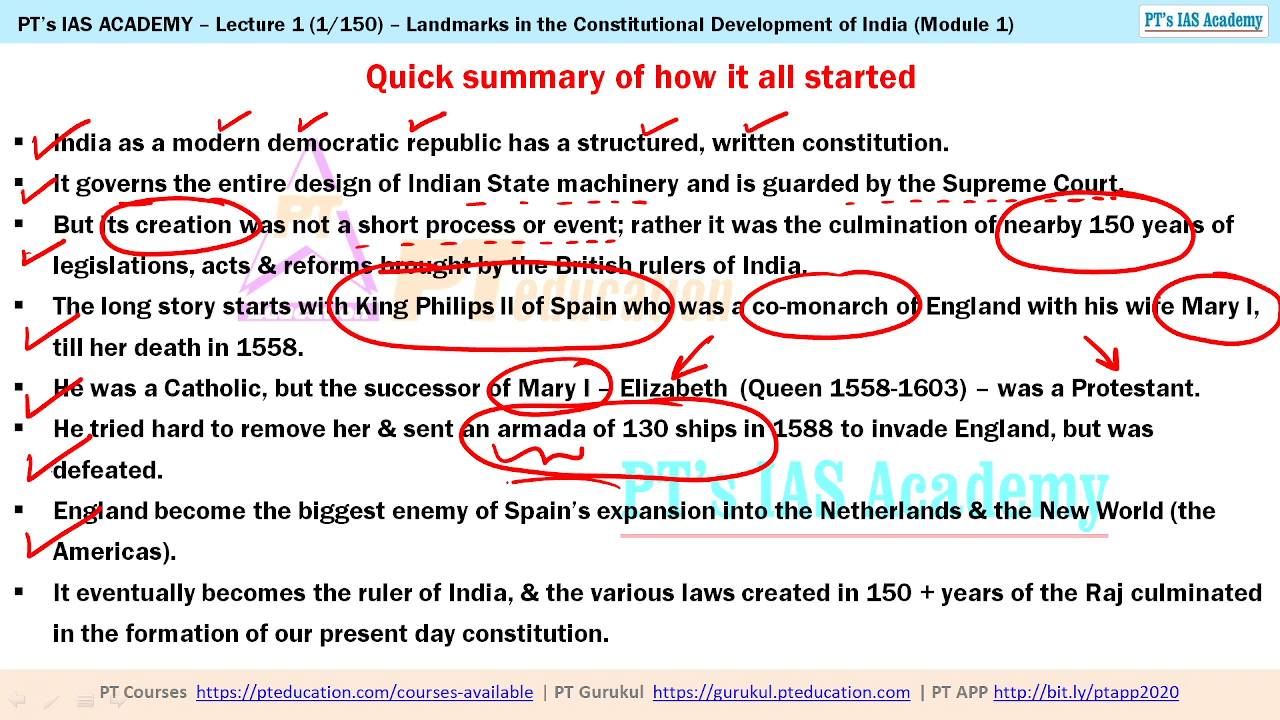 PT's IAS ACADEMY – Lecture 1 (1/150) – Landmarks in the Constitutional Development of India (Module 1)
PT's IAS Academy
Quick summary of how it all started
▪ India as a modern democratic republic has a structured, written constitution.
▪ It governs the entire design of Indian State machinery and is guarded by the Supreme Court.
▪ But its creation was not a short process or event; rather it was the culmination of nearby 150 years of
legislations, acts & reforms brought by the British rulers of India.
▪ The long story starts with King Philips II of Spain who was a co-monarch of England with his wife Mary I,
till her death in 1558.
▪ He was a Catholic, but the successor of Mary I – Elizabeth (Queen 1558-1603) – was a Protestant.
▪ He tried hard to remove her & sent an armada of 130 ships in 1588 to invade England, but was
defeated.
▪ England become the biggest enemy of Spain's expansion into the Netherlands & the New World (the
Americas).
▪ It eventually becomes the ruler of India, & the various laws created in 150 + years of the Raj culminated
in the formation of our present day constitution.
PT
PT education
PT's IAS Academy
PT Courses https://pteducation.com/courses-available | PT Gurukul https://gurukul.pteducation.com | PT APP http://bit.ly/ptapp2020